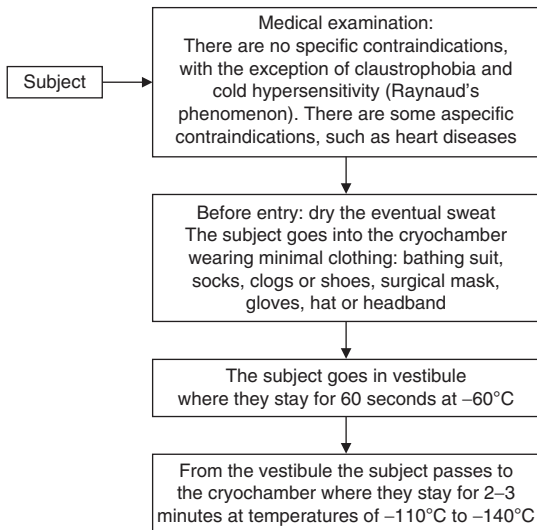 Medical examination:
There are no specific contraindications,
with the exception of claustrophobia and
cold hypersensitivity (Raynaud's
phenomenon). There are some aspecific
contraindications, such as heart diseases
Subject
Before entry: dry the eventual sweat
The subject goes into the cryochamber
wearing minimal clothing: bathing suit,
socks, clogs or shoes, surgical mask,
gloves, hat or headband
The subject goes in vestibule
where they stay for 60 seconds at –60°C
From the vestibule the subject passes to
the cryochamber where they stay for 2–3
minutes at temperatures of –110°C to –140°C